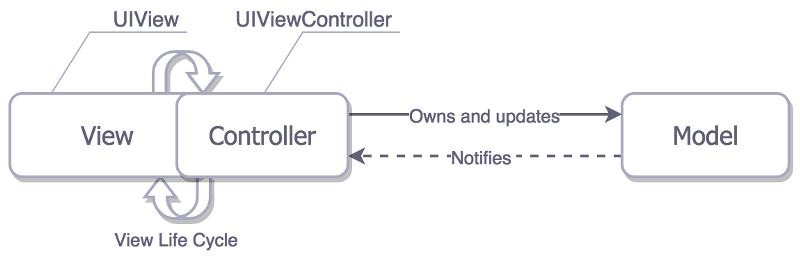 UIView
UIViewController
View
Controller
Owns and updates
Notifies
Model
View Life Cycle